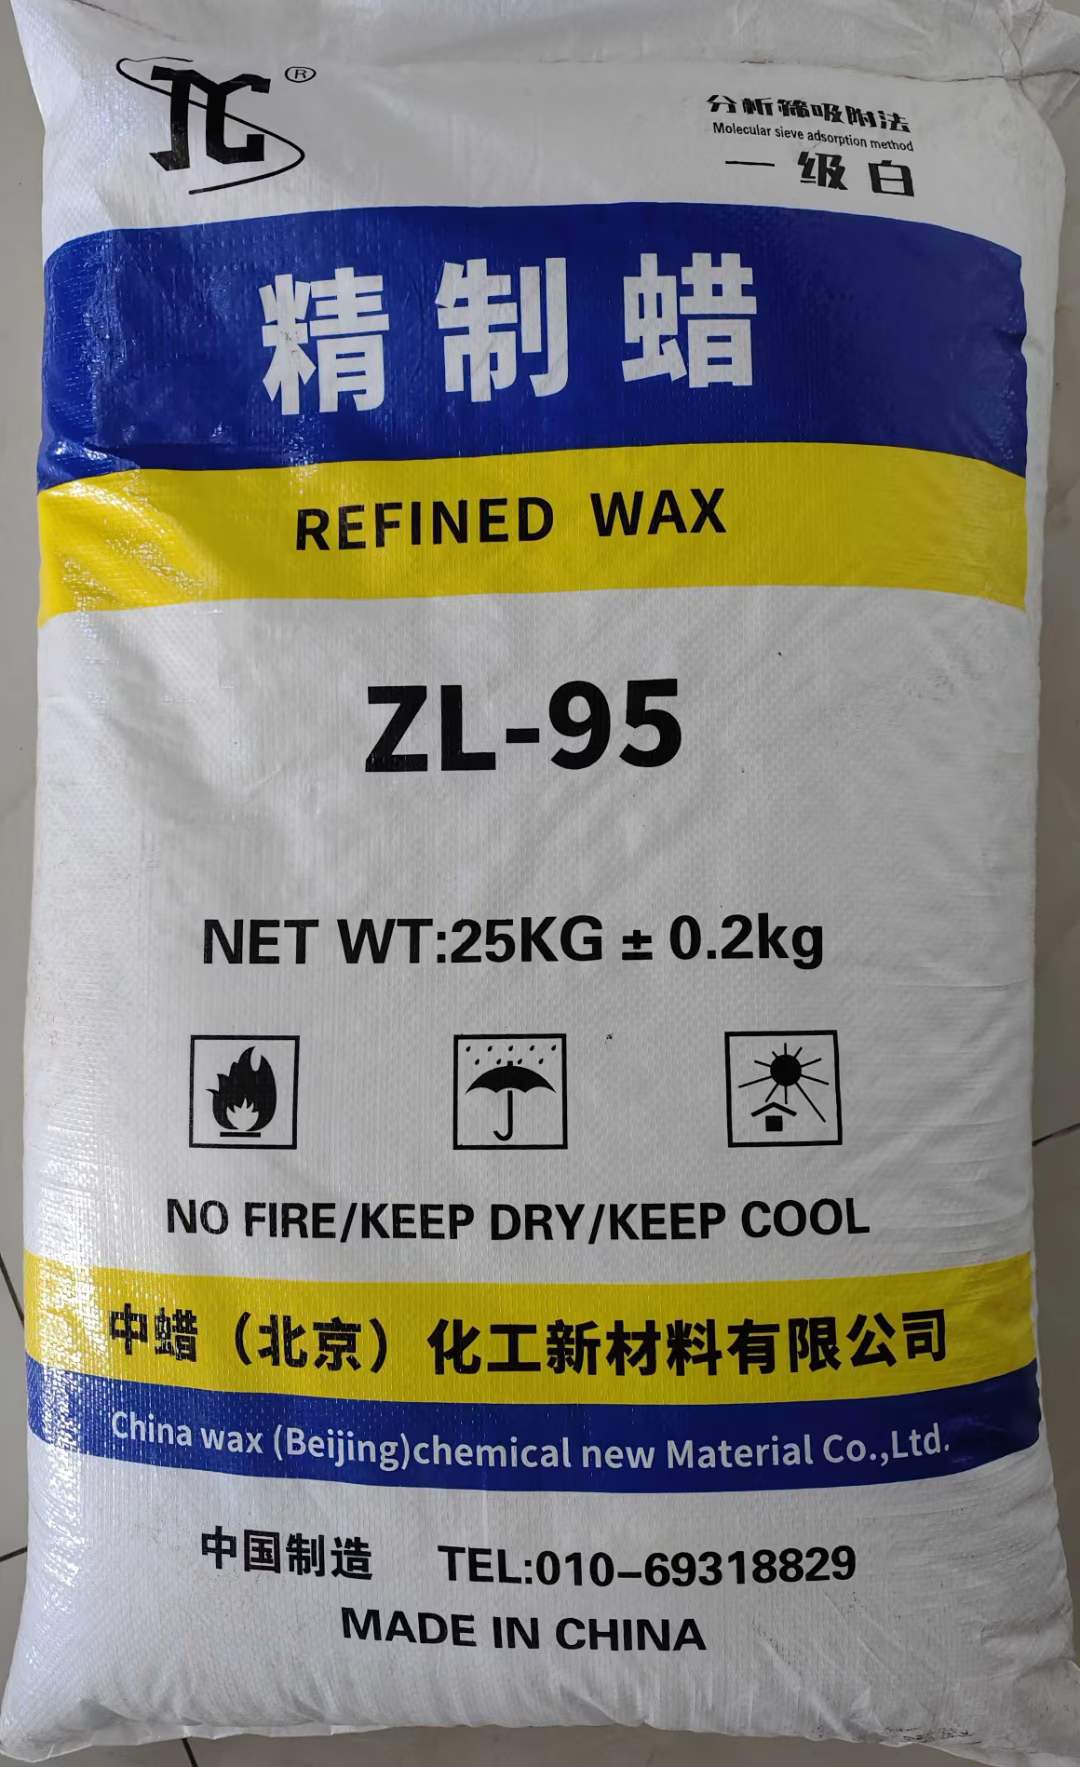 ®
分析筛吸附法
Molecular sieve adsorption method
一级白
精制蜡
REFINED WAX
ZL-95
NET WT:25KG ± 0.2kg
NO FIRE/KEEP DRY/KEEP COOL
中蜡（北京）化工新材料有限公司
China wax (Beijing)chemical new Material Co.,Ltd.
中国制造 TEL:010-69318829
MADE IN CHINA